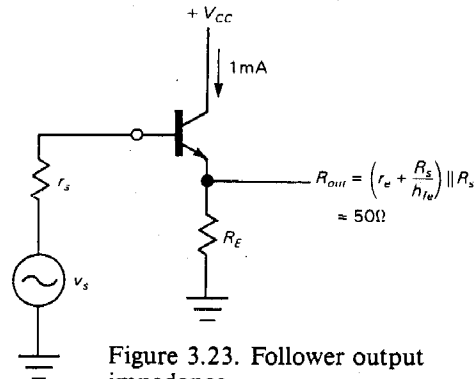 + V_CC
1mA
r_s
R_out = (r_e + R_s/h_fe) || R_s
≈ 50Ω
R_E
v_s
Figure 3.23. Follower output
impedance